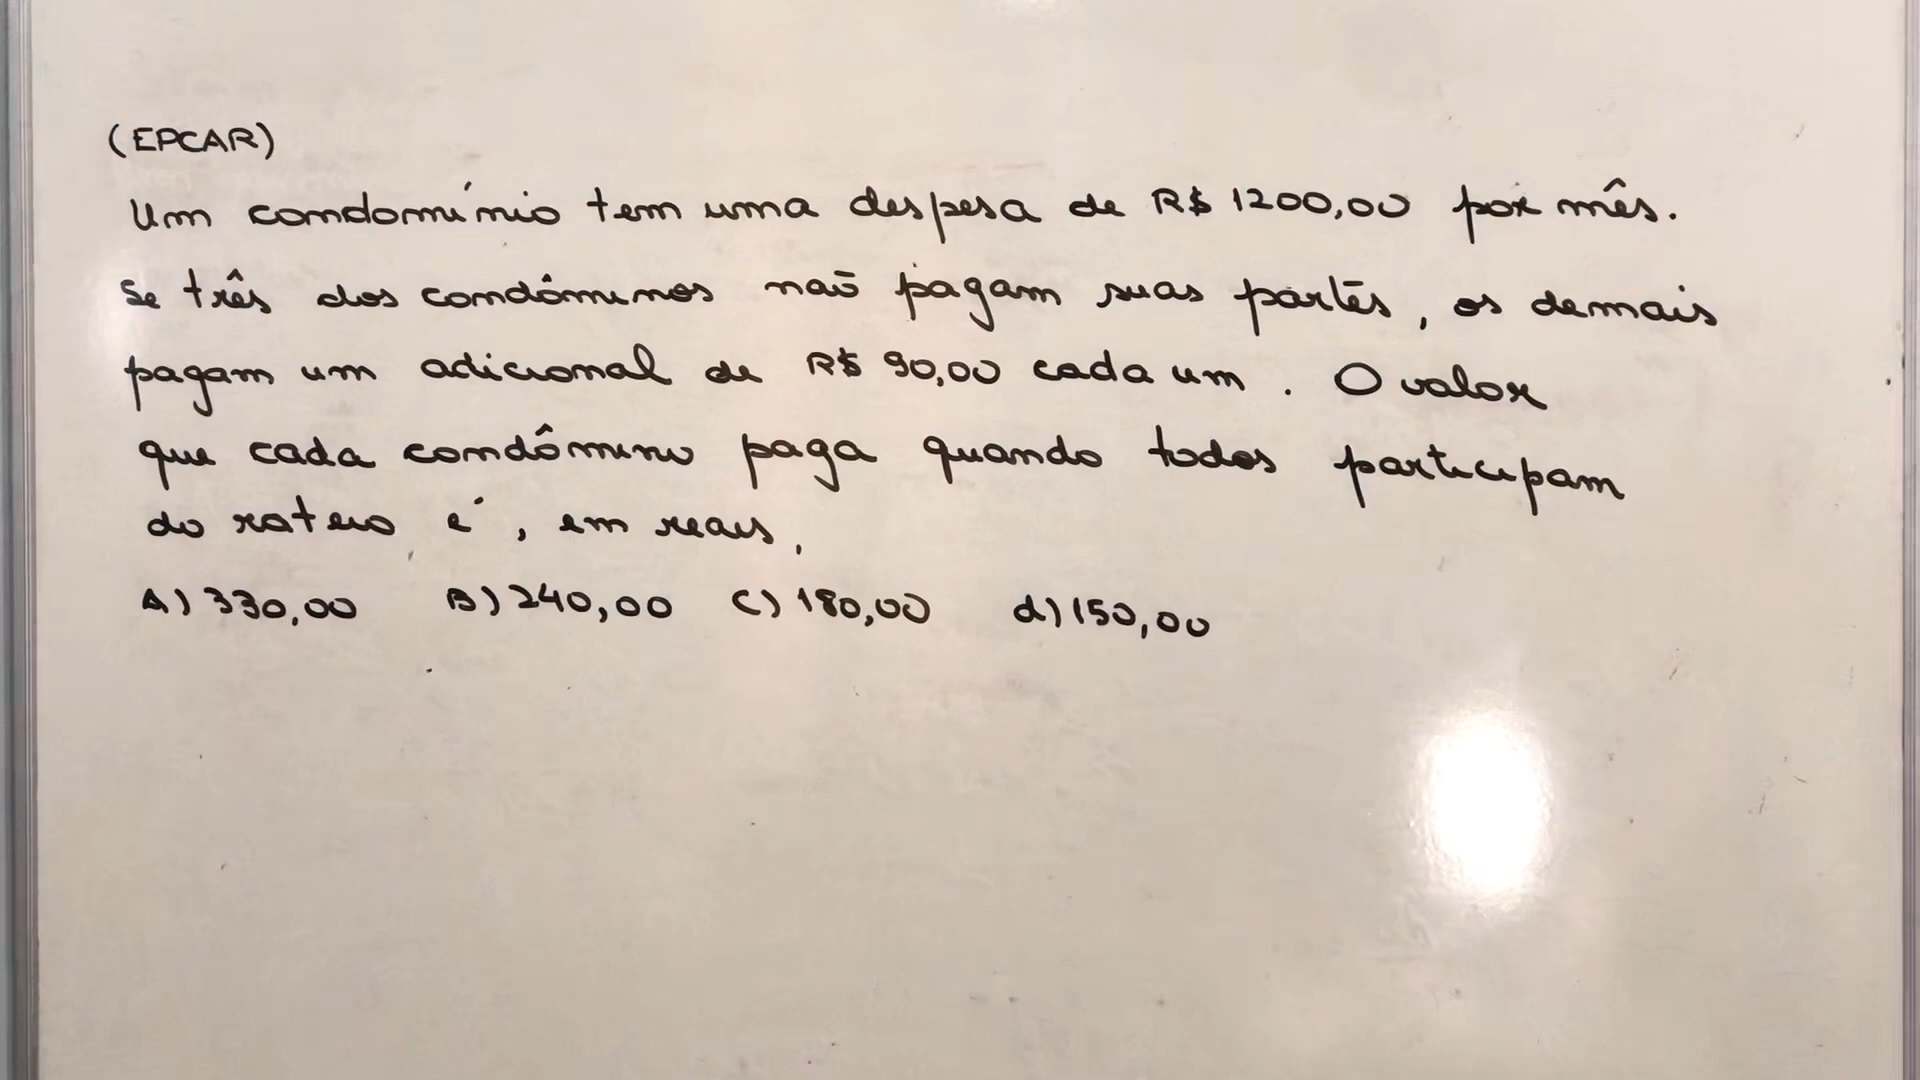 (EPCAR)
Um condomínio tem uma despesa de R$ 1200,00 por mês.
Se três dos condôminos não pagam suas partes, os demais
pagam um adicional de R$ 90,00 cada um. O valor
que cada condômino paga quando todos participam
do rateio é, em reais,
A) 330,00 B) 240,00 C) 180,00 d) 150,00